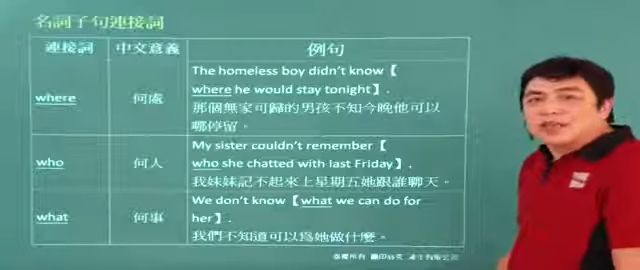 名詞子句連接詞
連接詞 中文意義 例句
where 何處 The homeless boy didn't know【
where he would stay tonight】.
那個無家可歸的男孩不知今晚他可以
哪停留。
who 何人 My sister couldn't remember【
who she chatted with last Friday】.
我妹妹記不起來上星期五她跟誰聊天。
what 何事 We don't know【what we can do for
her】.
我們不知道可以為她做什麼。
版權所有